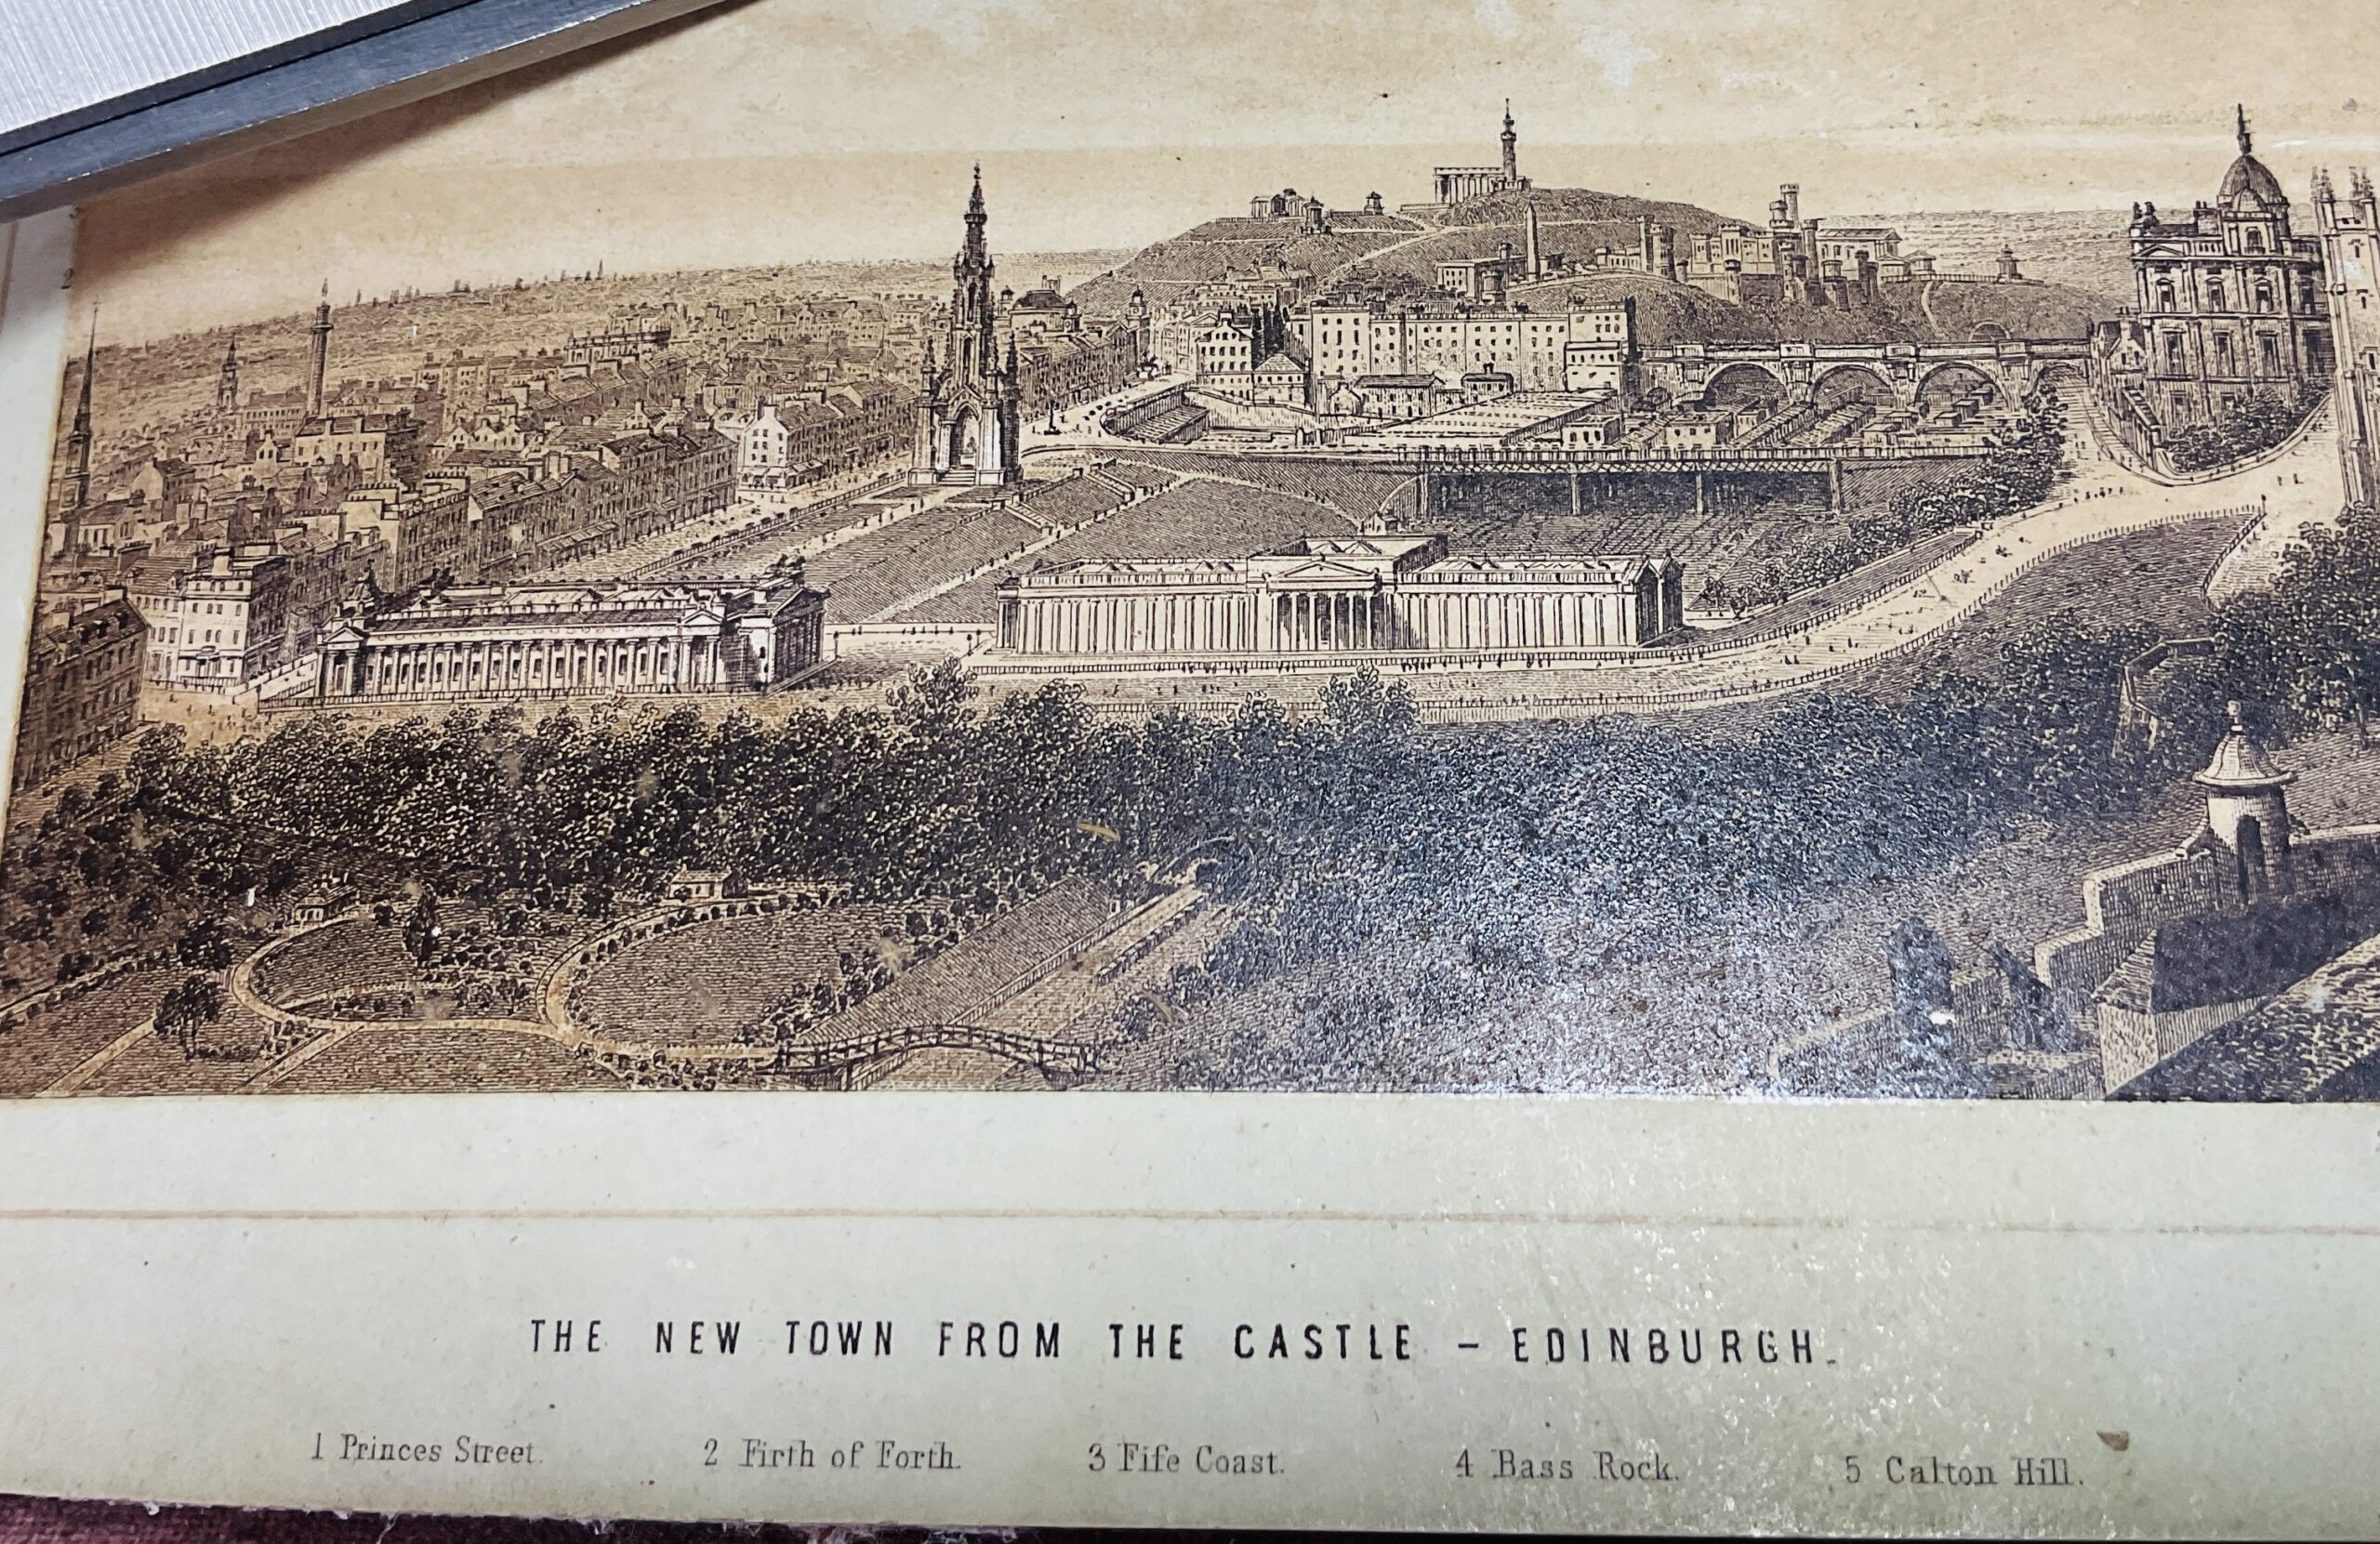 2
THE NEW TOWN FROM THE CASTLE – EDINBURGH.
1 Princes Street. 2 Firth of Forth. 3 Fife Coast. 4 Bass Rock. 5 Calton Hill.